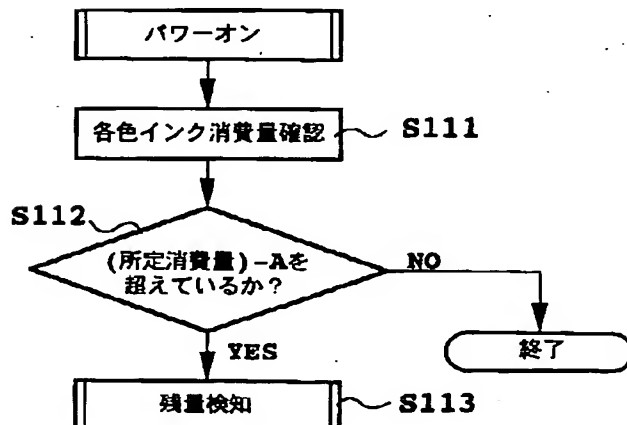 パワーオン
各色インク消費量確認
S111
S112
(所定消費量)-Aを
超えているか？
NO
YES
終了
残量検知
S113